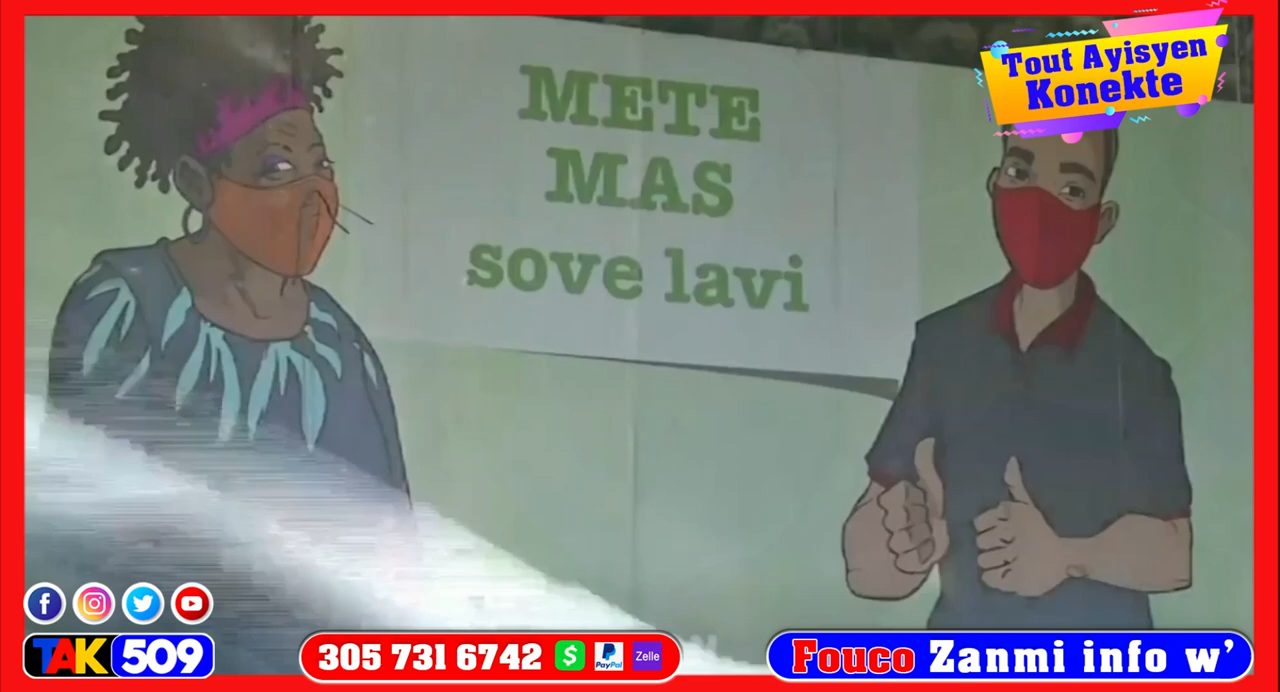 Tout Ayisyen
Konekte
METE
MAS
sove lavi
TAK 509
305 731 6742 $ PayPal Zelle
Fouco Zanmi info w'